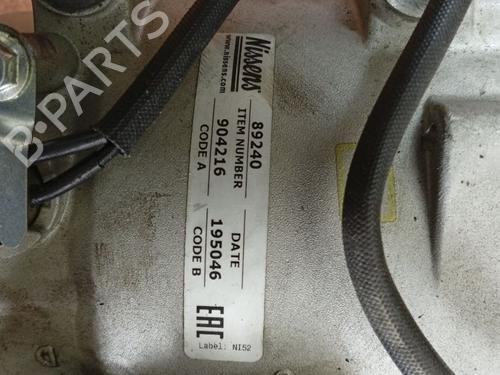 Nissens®
www.nissens.com
89240
ITEM NUMBER
904216
CODE A
DATE
195046
CODE B
EAC
Label: NI52
B-PARTS